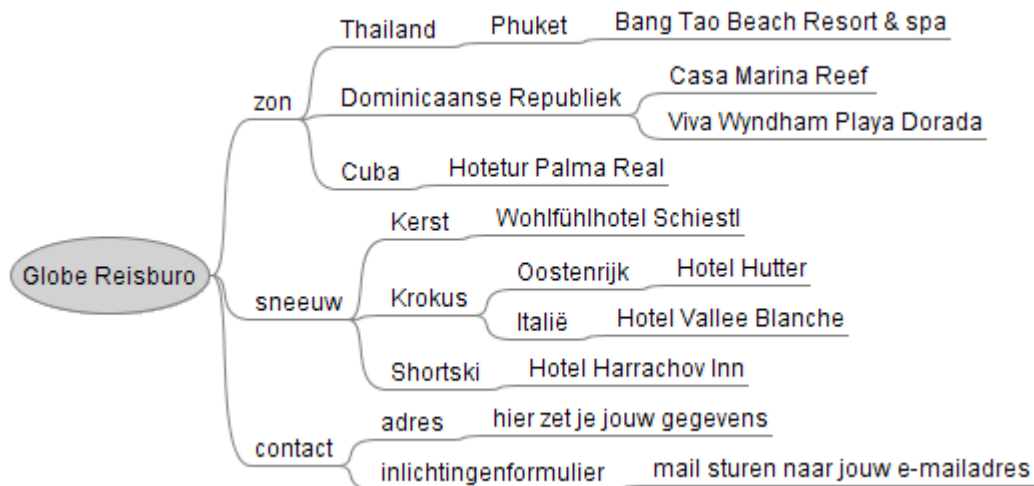 Globe Reisburo
zon
Thailand
Phuket
Bang Tao Beach Resort & spa
Dominicaanse Republiek
Casa Marina Reef
Viva Wyndham Playa Dorada
Cuba
Hotetur Palma Real
sneeuw
Kerst
Wohlfühlhotel Schiestl
Krokus
Oostenrijk
Hotel Hutter
Italië
Hotel Vallee Blanche
Shortski
Hotel Harrachov Inn
contact
adres
hier zet je jouw gegevens
inlichtingenformulier
mail sturen naar jouw e-mailadres